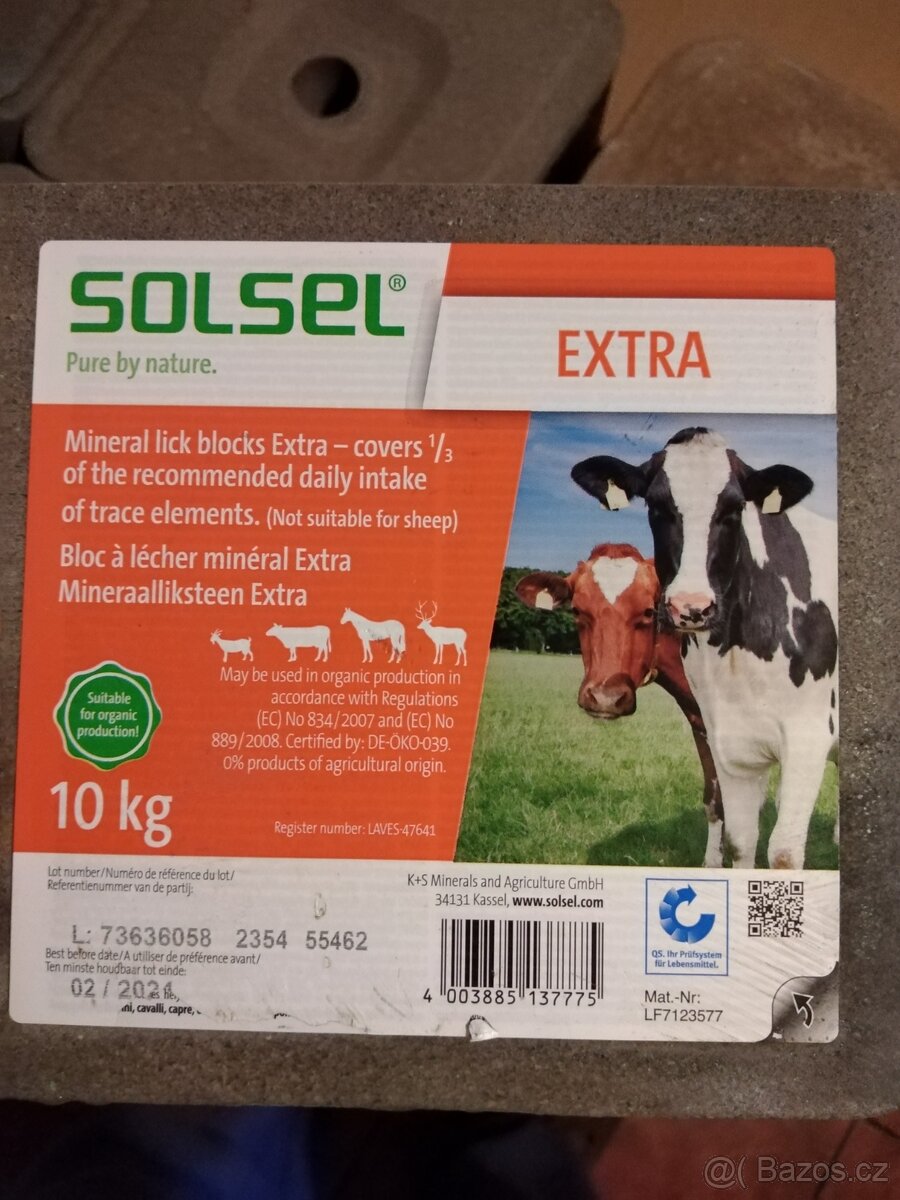 SOLSEL®
Pure by nature.
EXTRA
Mineral lick blocks Extra – covers 1/3
of the recommended daily intake
of trace elements. (Not suitable for sheep)
Bloc à lécher minéral Extra
Mineraalliksteen Extra
May be used in organic production in
accordance with Regulations
(EC) No 834/2007 and (EC) No
889/2008. Certified by: DE-ÖKO-039.
0% products of agricultural origin.
Suitable
for organic
production!
10 kg
Register number: LAVES-47641
Lot number/Numéro de référence du lot/
Referentienummer van de partij:
L: 73636058 2354 55462
Best before date/A utiliser de préférence avant/
Ten minste houdbaar tot einde:
02 / 2024
cavalli, capre,
K+S Minerals and Agriculture GmbH
34131 Kassel, www.solsel.com
4 003885 137775
QS. Ihr Prüfsystem
für Lebensmittel.
Mat.-Nr:
LF7123577
@( Bazos.cz